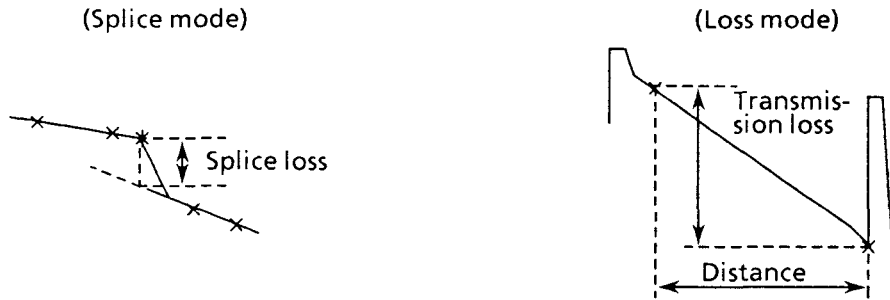 (Splice mode)
(Loss mode)
Splice loss
Transmis-
sion loss
Distance